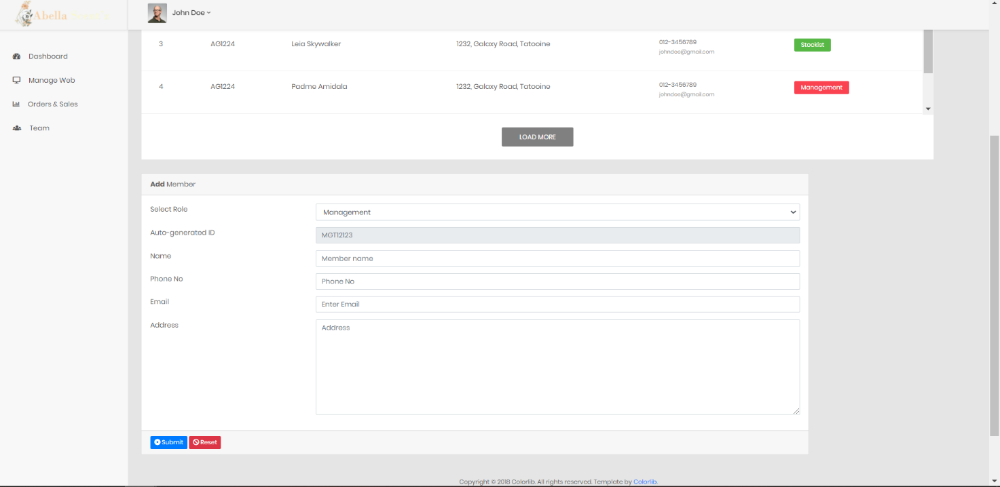 Abella
John Doe
Dashboard
Manage Web
Orders & Sales
Team
3 AG1224 Leia Skywalker 1232, Galaxy Road, Tatooine 012-3456789 Stockist
johndoe@gmail.com
4 AG1224 Padme Amidala 1232, Galaxy Road, Tatooine 012-3456789 Management
johndoe@gmail.com
LOAD MORE
Add Member
Select Role Management
Auto-generated ID MGT12123
Name Member name
Phone No Phone No
Email Enter Email
Address Address
Submit Reset
Copyright © 2018 Colorlib. All rights reserved. Template by Colorlib.